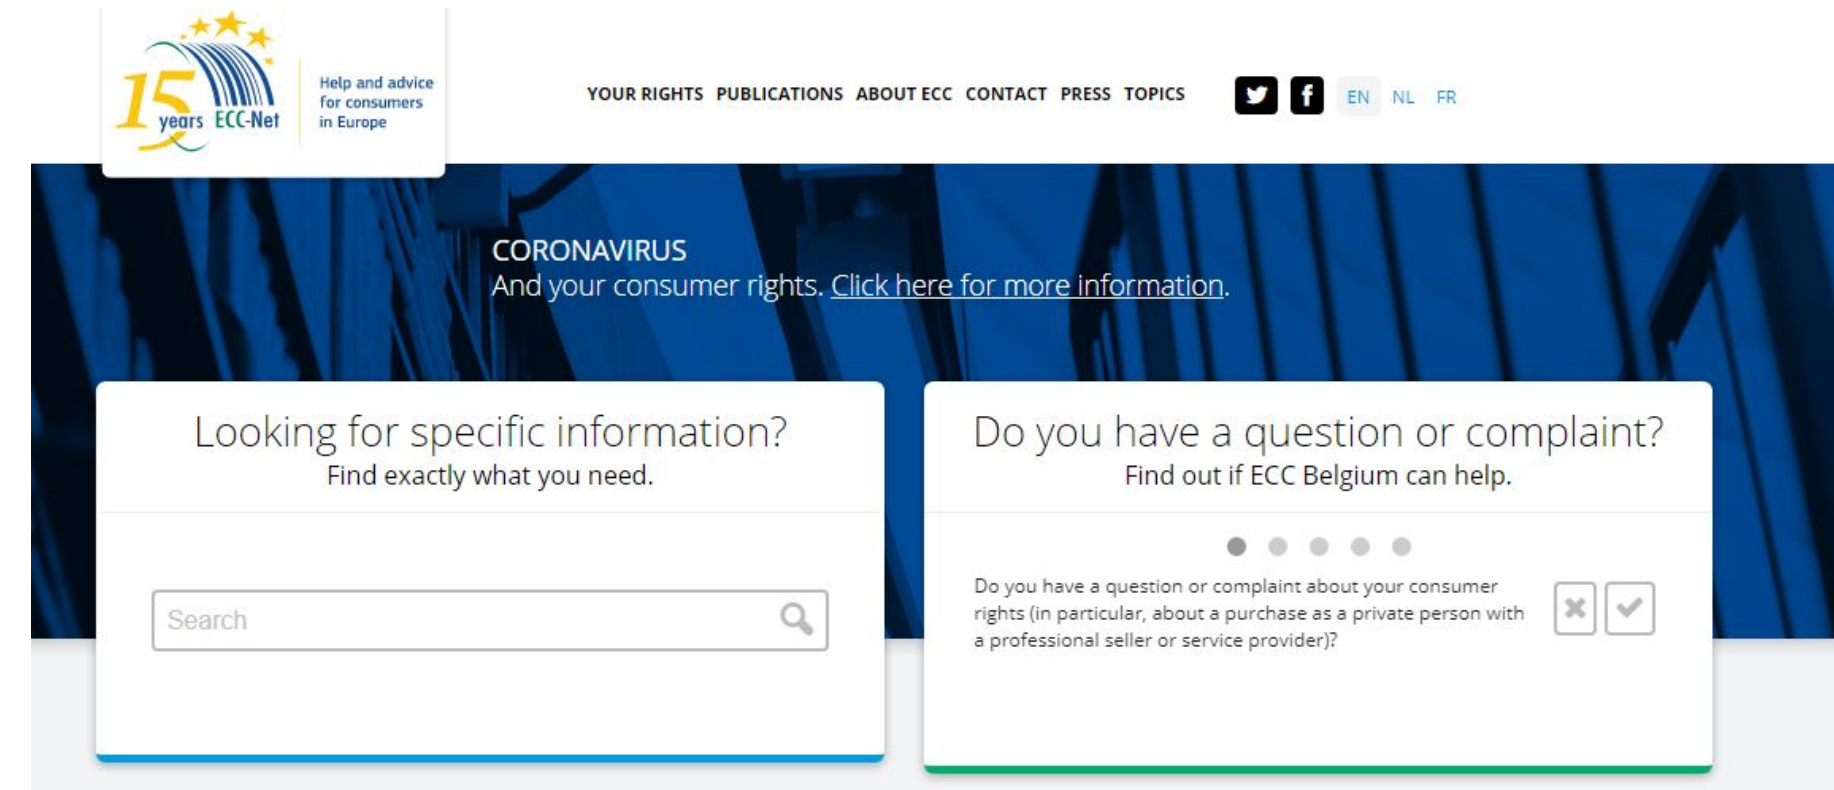 15
years ECC-Net
Help and advice
for consumers
in Europe
YOUR RIGHTS PUBLICATIONS ABOUT ECC CONTACT PRESS TOPICS
EN NL FR
CORONAVIRUS
And your consumer rights. Click here for more information.
Looking for specific information?
Find exactly what you need.
Search
Do you have a question or complaint?
Find out if ECC Belgium can help.
Do you have a question or complaint about your consumer
rights (in particular, about a purchase as a private person with
a professional seller or service provider)?